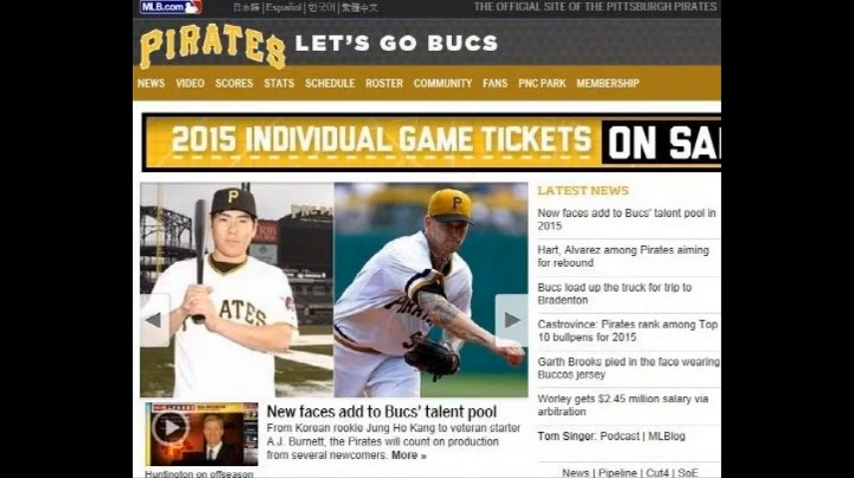 MLB.com 日本語 | Español | 한국어 | 繁體中文 THE OFFICIAL SITE OF THE PITTSBURGH PIRATES
PIRATES LET'S GO BUCS
NEWS VIDEO SCORES STATS SCHEDULE ROSTER COMMUNITY FANS PNC PARK MEMBERSHIP
2015 INDIVIDUAL GAME TICKETS ON SA
P
PNC
PIRATES
P
LATEST NEWS
New faces add to Bucs' talent pool in
2015
Hart, Alvarez among Pirates aiming
for rebound
Bucs load up the truck for trip to
Bradenton
Castrovince: Pirates rank among Top
10 bullpens for 2015
Garth Brooks pied in the face wearing
Buccos jersey
Worley gets $2.45 million salary via
arbitration
Tom Singer: Podcast | MLBlog
News | Pipeline | Cut4 | SoE
New faces add to Bucs' talent pool
From Korean rookie Jung Ho Kang to veteran starter
A.J. Burnett, the Pirates will count on production
from several newcomers. More »
Huntington on offseason